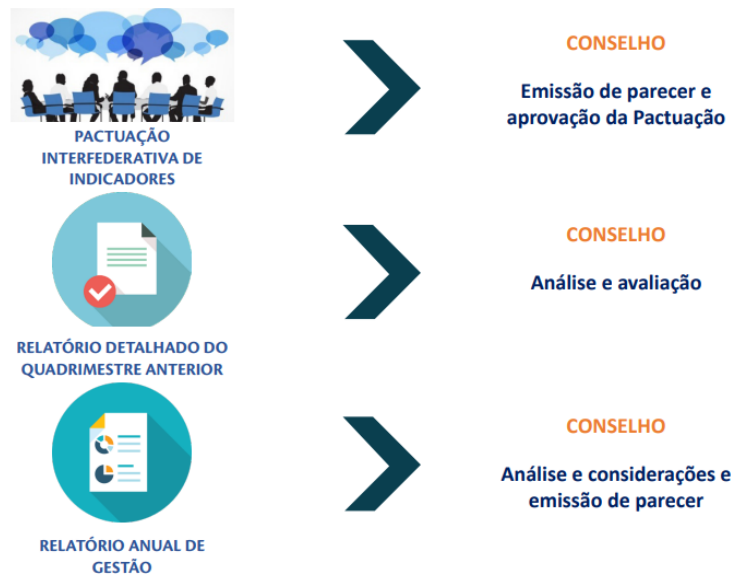 PACTUAÇÃO
INTERFEDERATIVA DE
INDICADORES
CONSELHO
Emissão de parecer e
aprovação da Pactuação
RELATÓRIO DETALHADO DO
QUADRIMESTRE ANTERIOR
CONSELHO
Análise e avaliação
RELATÓRIO ANUAL DE
GESTÃO
CONSELHO
Análise e considerações e
emissão de parecer